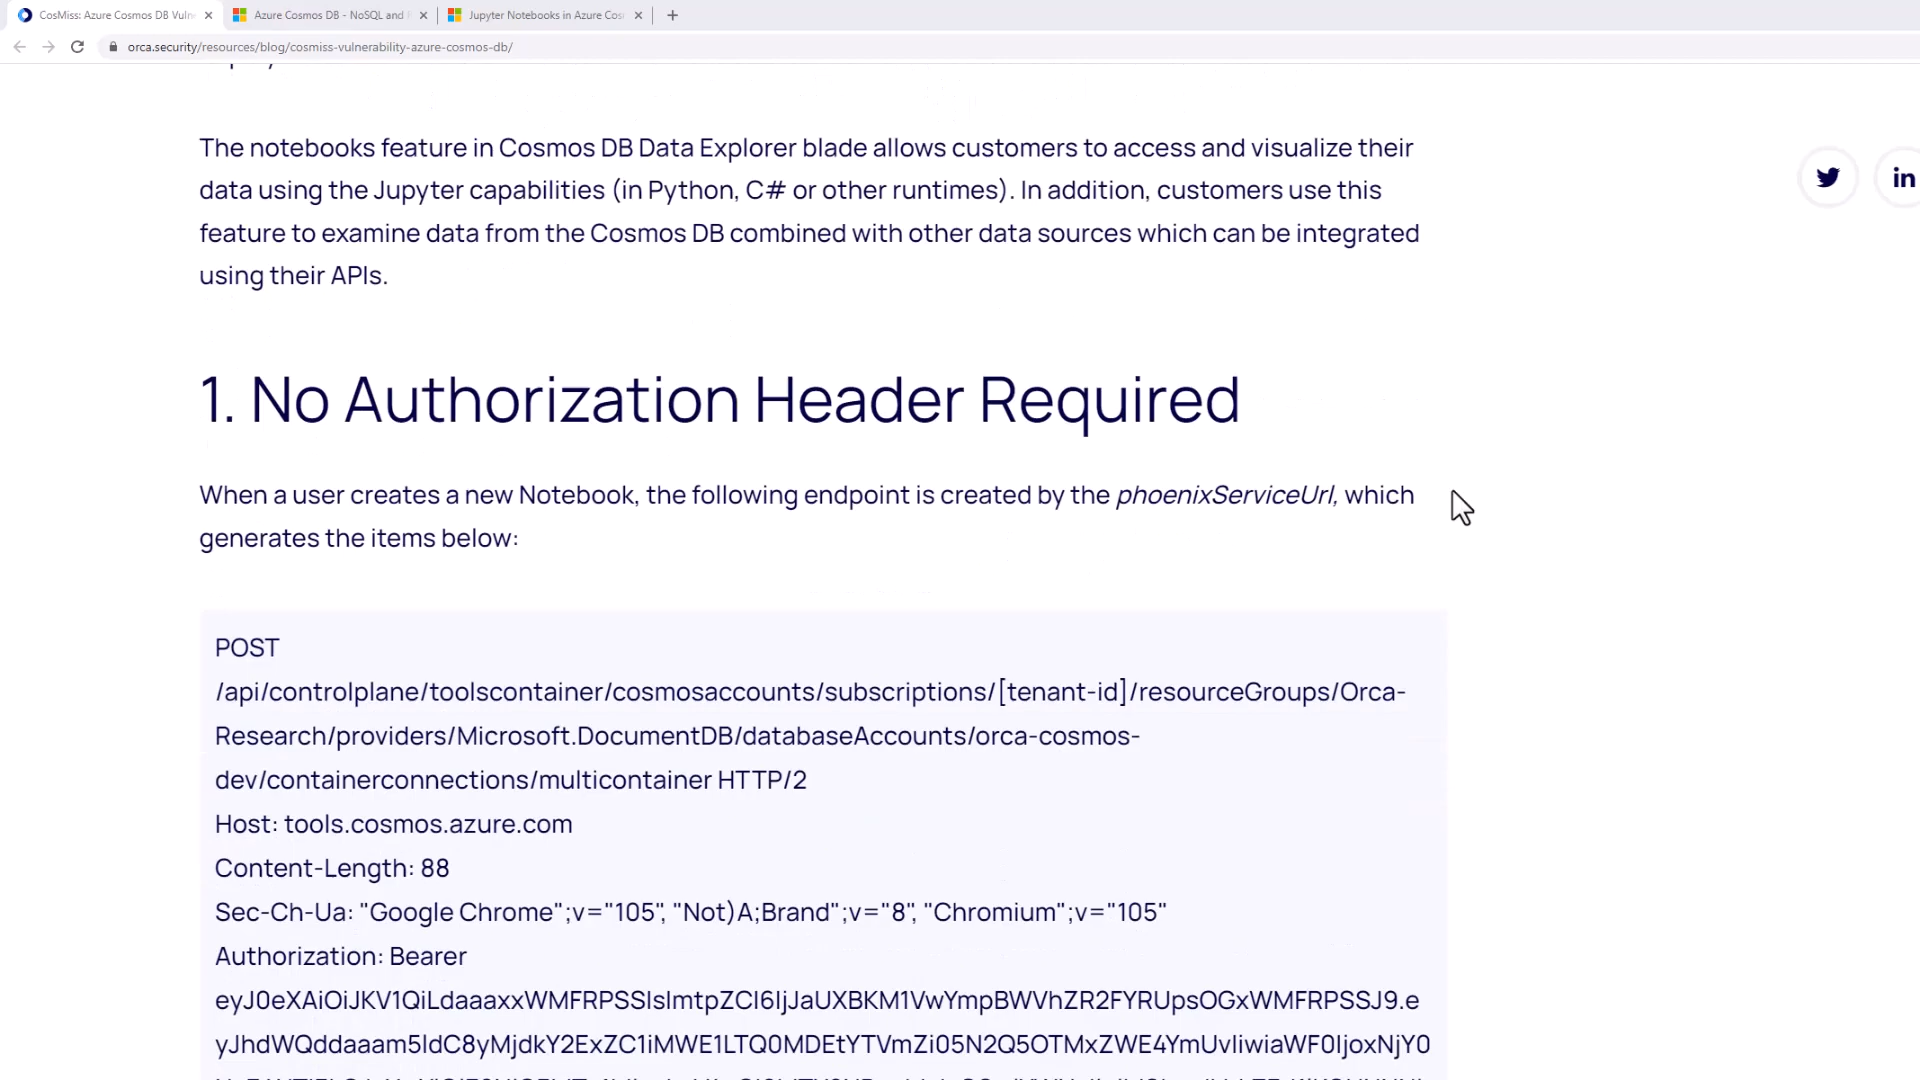 CosMiss: Azure Cosmos DB Vuln
Azure Cosmos DB - NoSQL and
Jupyter Notebooks in Azure Cos
orca.security/resources/blog/cosmiss-vulnerability-azure-cosmos-db/
The notebooks feature in Cosmos DB Data Explorer blade allows customers to access and visualize their
data using the Jupyter capabilities (in Python, C# or other runtimes). In addition, customers use this
feature to examine data from the Cosmos DB combined with other data sources which can be integrated
using their APIs.
in
1. No Authorization Header Required
When a user creates a new Notebook, the following endpoint is created by the phoenixServiceUrl, which
generates the items below:
POST
/api/controlplane/toolscontainer/cosmosaccounts/subscriptions/[tenant-id]/resourceGroups/Orca-
Research/providers/Microsoft.DocumentDB/databaseAccounts/orca-cosmos-
dev/containerconnections/multicontainer HTTP/2
Host: tools.cosmos.azure.com
Content-Length: 88
Sec-Ch-Ua: "Google Chrome";v="105", "Not)A;Brand";v="8", "Chromium";v="105"
Authorization: Bearer
eyJ0eXAiOiJKV1QiLdaaaxxWMFRPSSIsImtpZCI6IjJaUXBKM1VwYmpBWVhZR2FYRUpsOGxWMFRPSSJ9.e
yJhdWQddaaam5ldC8yMjdkY2ExZC1iMWE1LTQ0MDEtYTVmZi05N2Q5OTMxZWE4YmUvIiwiaWF0IjoxNjY0